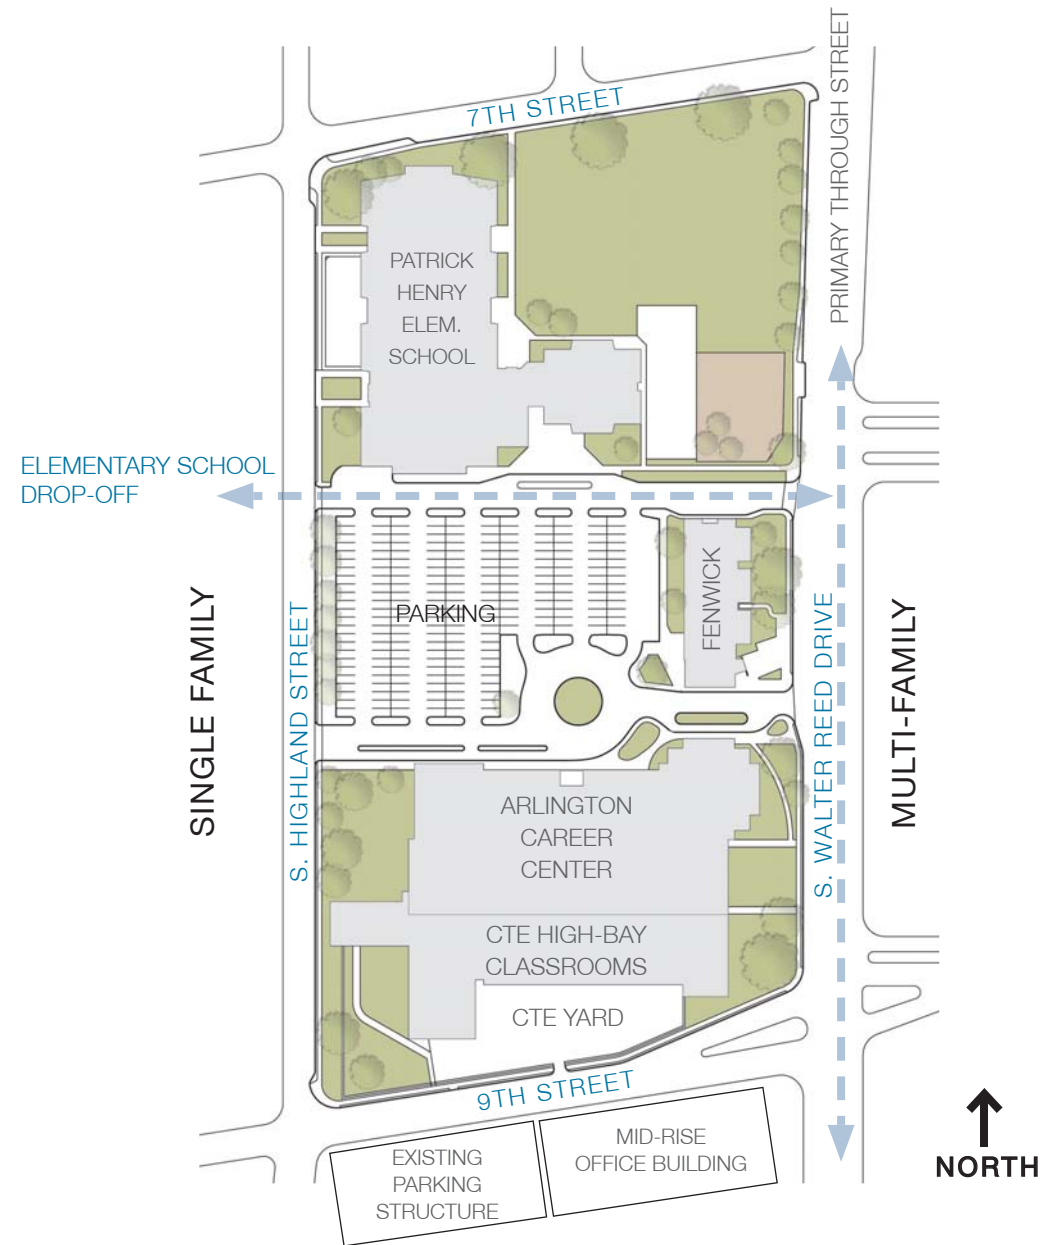 7TH STREET
PRIMARY THROUGH STREET
PATRICK
HENRY
ELEM.
SCHOOL
ELEMENTARY SCHOOL
DROP-OFF
PARKING
FENWICK
SINGLE FAMILY
S. HIGHLAND STREET
S. WALTER REED DRIVE
MULTI-FAMILY
ARLINGTON
CAREER
CENTER
CTE HIGH-BAY
CLASSROOMS
CTE YARD
9TH STREET
EXISTING
PARKING
STRUCTURE
MID-RISE
OFFICE BUILDING
NORTH